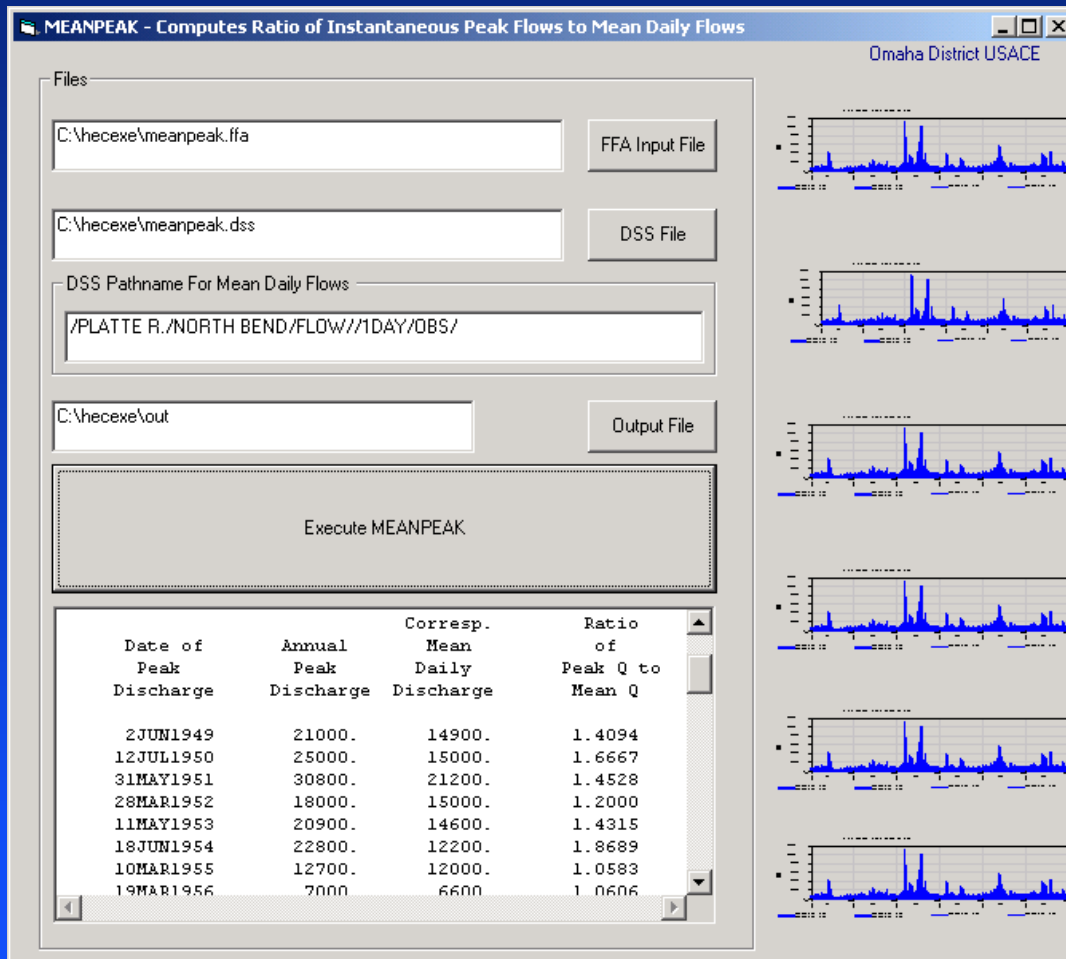 MEANPEAK - Computes Ratio of Instantaneous Peak Flows to Mean Daily Flows
Omaha District USACE
Files
C:\hecexe\meanpeak.ffa
FFA Input File
C:\hecexe\meanpeak.dss
DSS File
DSS Pathname For Mean Daily Flows
/PLATTE R./NORTH BEND/FLOW//1DAY/OBS/
C:\hecexe\out
Output File
Execute MEANPEAK
Corresp. Ratio
Date of Annual Mean of
Peak Peak Daily Peak Q to
Discharge Discharge Discharge Mean Q
2JUN1949 21000. 14900. 1.4094
12JUL1950 25000. 15000. 1.6667
31MAY1951 30800. 21200. 1.4528
28MAR1952 18000. 15000. 1.2000
11MAY1953 20900. 14600. 1.4315
18JUN1954 22800. 12200. 1.8689
10MAR1955 12700. 12000. 1.0583
19MAR1956 7000. 6600. 1.0606